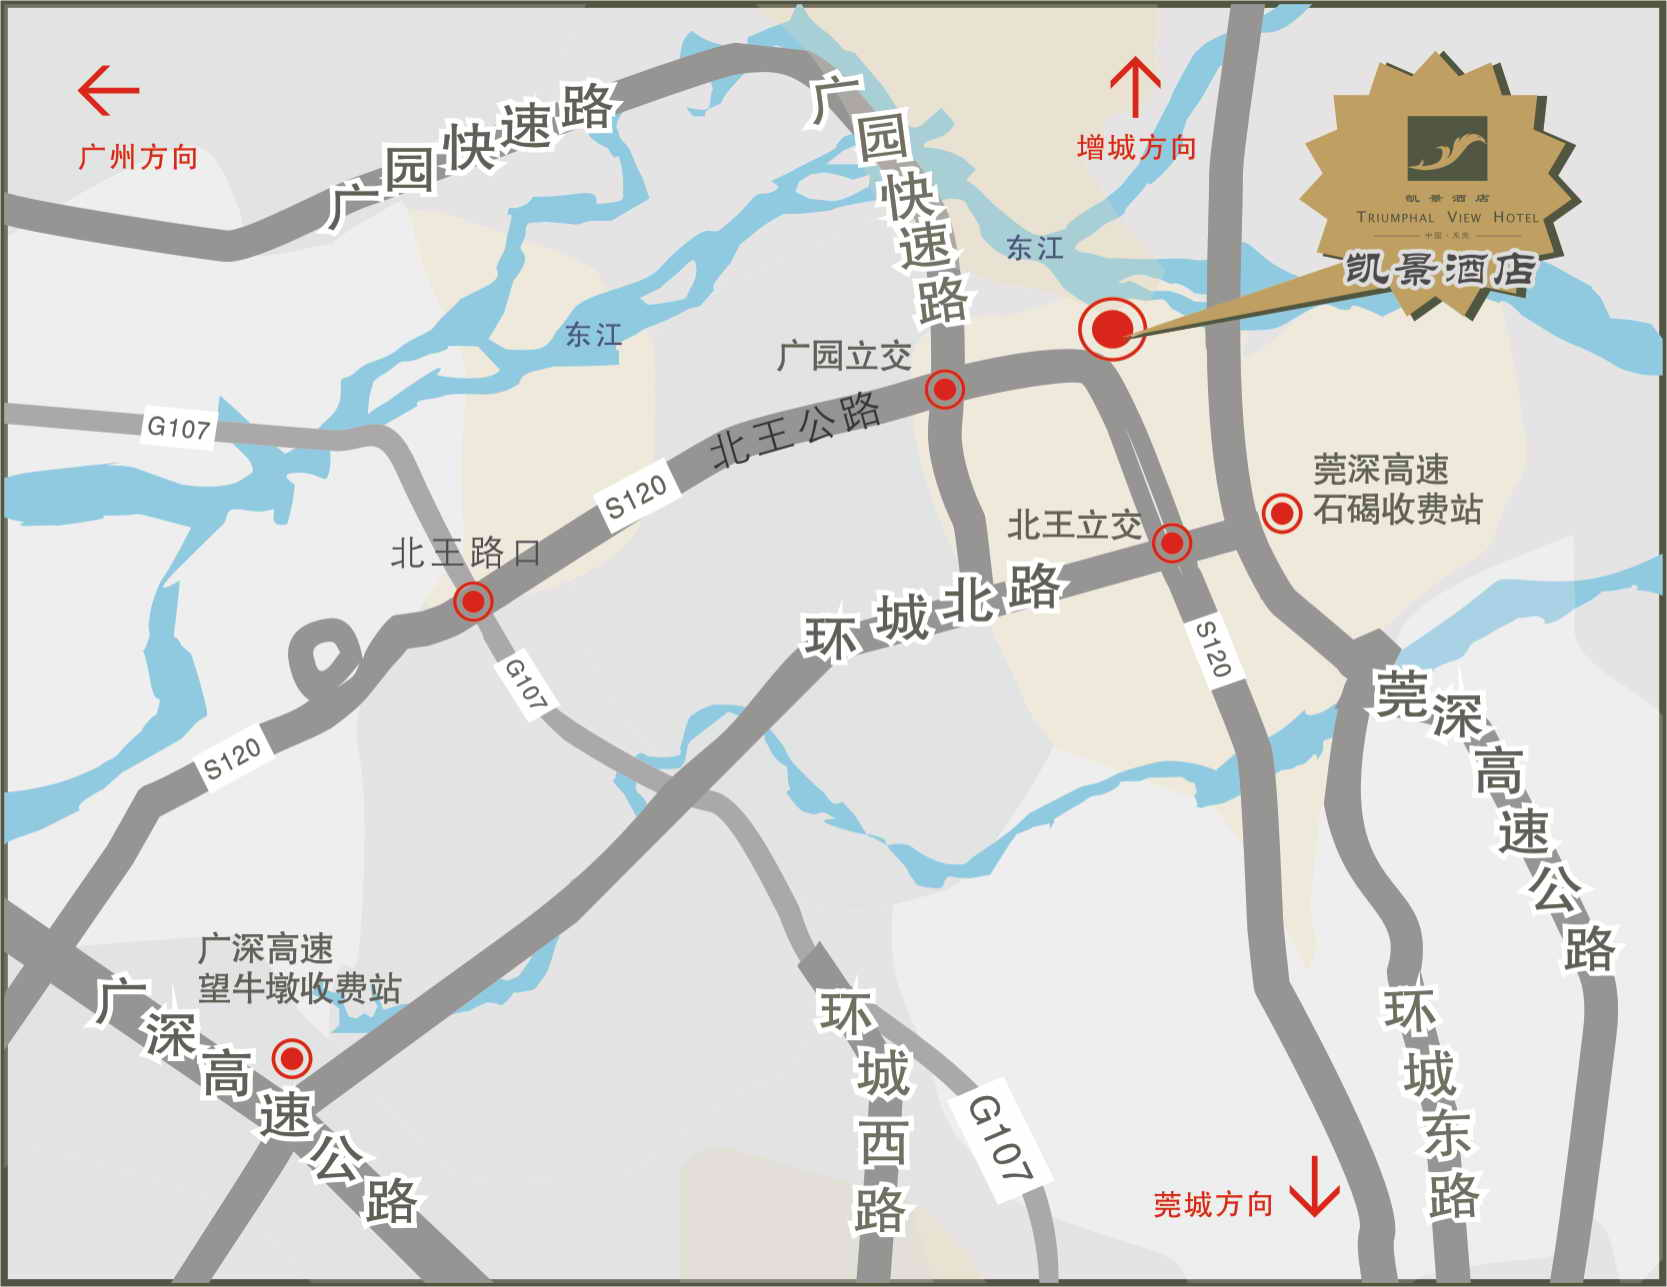 广州方向
广园快速路
广园快速路
增城方向
凯景酒店
TRIUMPHAL VIEW HOTEL
中国·东莞
凯景酒店
东江
东江
广园立交
北王公路
G107
S120
莞深高速
石碣收费站
北王立交
北王路口
环城北路
S120
G107
S120
莞深高速公路
广深高速
望牛墩收费站
广深高速公路
环城西路
G107
环城东路
莞城方向